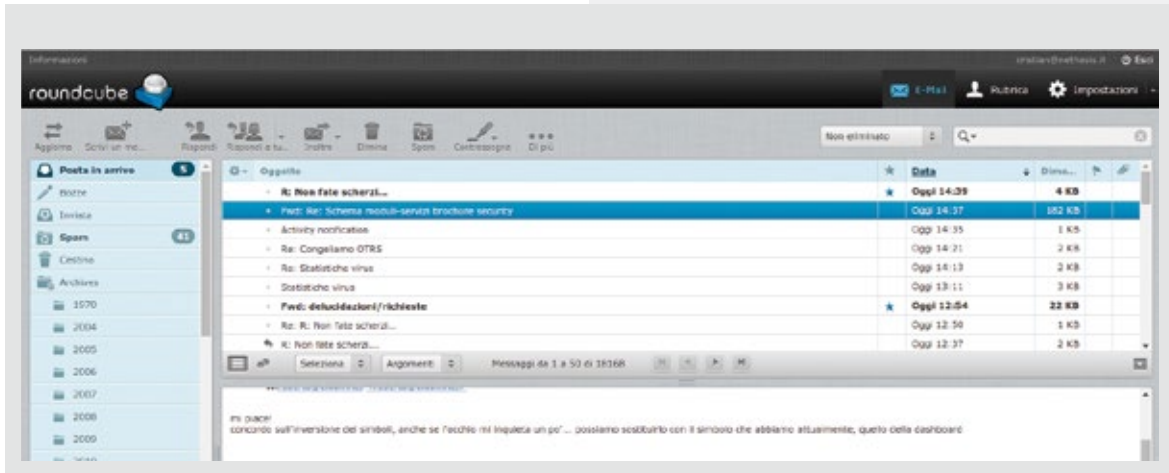 Informazioni
cristian@nethesis.it Esci
roundcube E-Mail Rubrica Impostazioni
Aggiorna Scrivi un me... Rispondi Rispondi a tu... Inoltra Elimina Spam Contrassegna Di più Non eliminato
Posta in arrivo 5 Oggetto Data Dime...
Bozze R: Non fate scherzi... Oggi 14:39 4 KB
Inviata Fwd: Re: Schema moduli-servizi brochure security Oggi 14:37 182 KB
Spam Activity notification Oggi 14:35 1 KB
Re: Congeliamo OTRS Oggi 14:21 2 KB
Cestino Re: Statistiche virus Oggi 14:13 2 KB
Archives Statistiche virus Oggi 13:11 3 KB
1970 Fwd: delucidazioni/richieste Oggi 12:54 22 KB
2004 Re: R: Non fate scherzi... Oggi 12:50 1 KB
2005 R: Non fate scherzi.... Oggi 12:37 2 KB
2006 Seleziona Argomenti Messaggi da 1 a 50 di 18168
2007
2008 mi piace!
concordo sull'inversione dei simboli, anche se l'occhio mi inquieta un po'... possiamo sostituirlo con il simbolo che abbiamo attualmente, quello della dashboard
2009